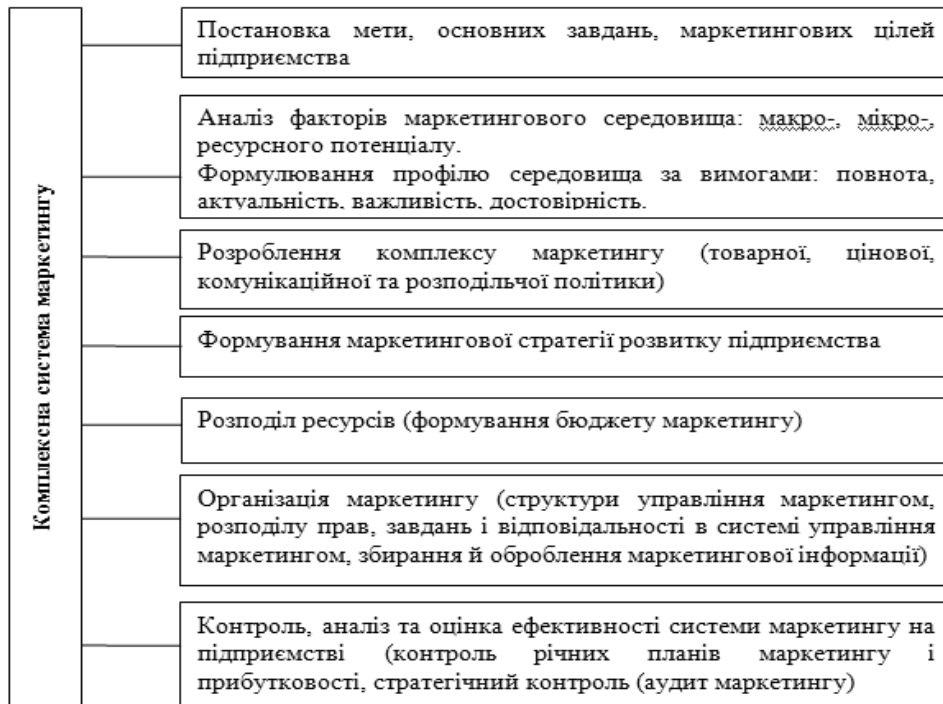 Комплексна система маркетингу
Постановка мети, основних завдань, маркетингових цілей
підприємства
Аналіз факторів маркетингового середовища: макро-, мікро-,
ресурсного потенціалу.
Формулювання профілю середовища за вимогами: повнота,
актуальність, важливість, достовірність.
Розроблення комплексу маркетингу (товарної, цінової,
комунікаційної та розподільчої політики)
Формування маркетингової стратегії розвитку підприємства
Розподіл ресурсів (формування бюджету маркетингу)
Організація маркетингу (структури управління маркетингом,
розподілу прав, завдань і відповідальності в системі управління
маркетингом, збирання й оброблення маркетингової інформації)
Контроль, аналіз та оцінка ефективності системи маркетингу на
підприємстві (контроль річних планів маркетингу і
прибутковості, стратегічний контроль (аудит маркетингу)